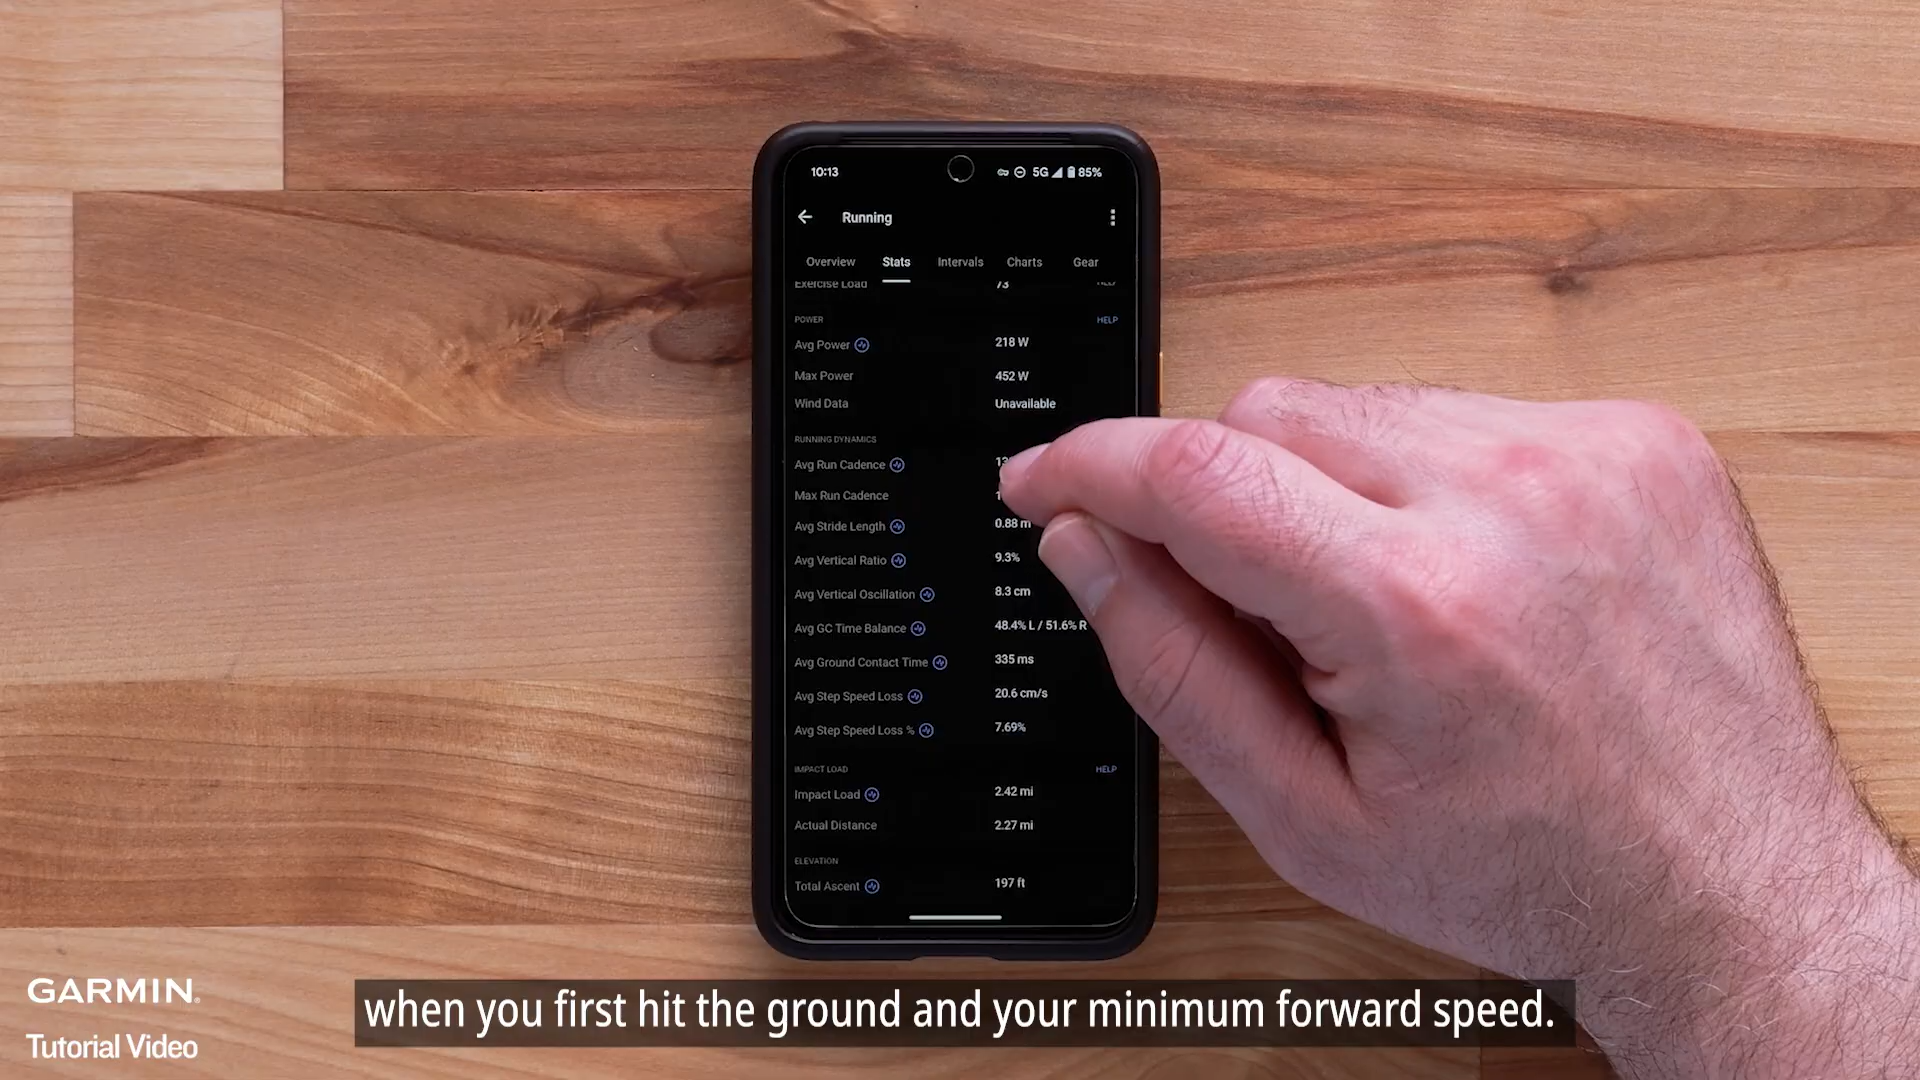 10:13
5G 85%
Running
Overview Stats Intervals Charts Gear
Exercise Load 73 HELP
POWER HELP
Avg Power 218 W
Max Power 452 W
Wind Data Unavailable
RUNNING DYNAMICS
Avg Run Cadence
Max Run Cadence
Avg Stride Length 0.88 m
Avg Vertical Ratio 9.3%
Avg Vertical Oscillation 8.3 cm
Avg GC Time Balance 48.4% L / 51.6% R
Avg Ground Contact Time 335 ms
Avg Step Speed Loss 20.6 cm/s
Avg Step Speed Loss % 7.69%
IMPACT LOAD HELP
Impact Load 2.42 mi
Actual Distance 2.27 mi
ELEVATION
Total Ascent 197 ft
GARMIN.
Tutorial Video
when you first hit the ground and your minimum forward speed.